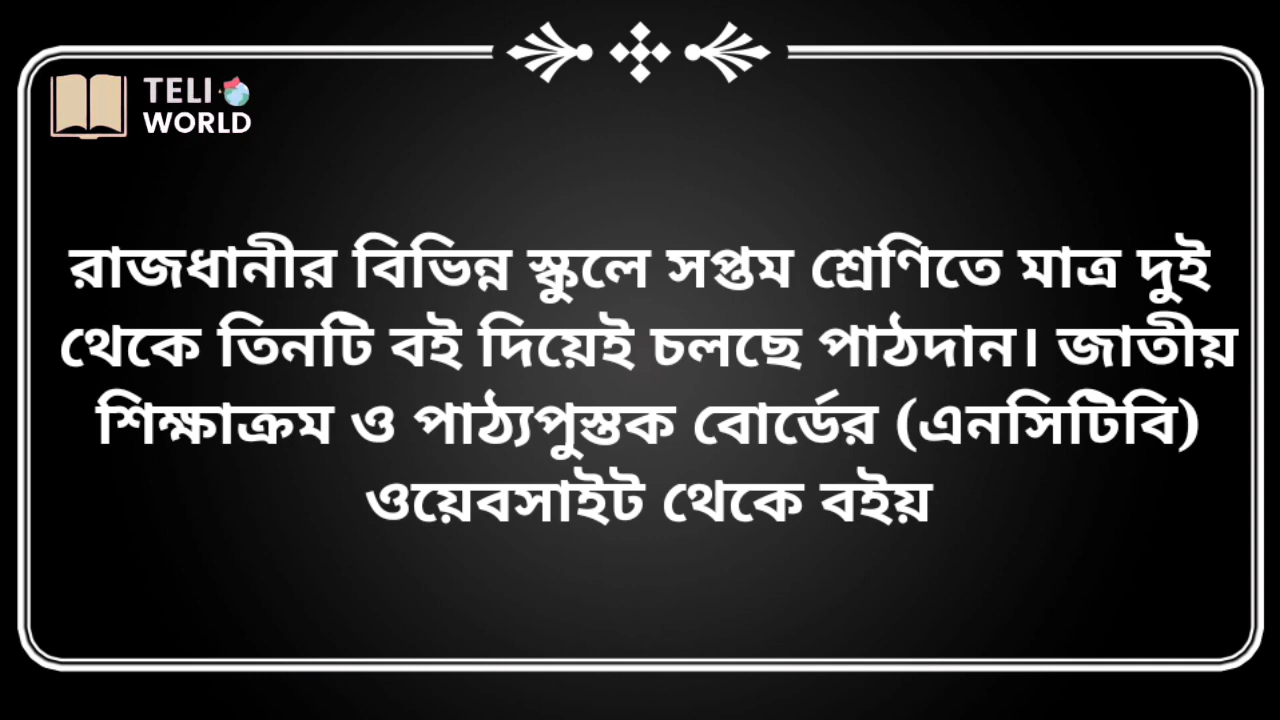 TELI
WORLD
রাজধানীর বিভিন্ন স্কুলে সপ্তম শ্রেণিতে মাত্র দুই
থেকে তিনটি বই দিয়েই চলছে পাঠদান। জাতীয়
শিক্ষাক্রম ও পাঠ্যপুস্তক বোর্ডের (এনসিটিবি)
ওয়েবসাইট থেকে বইয়